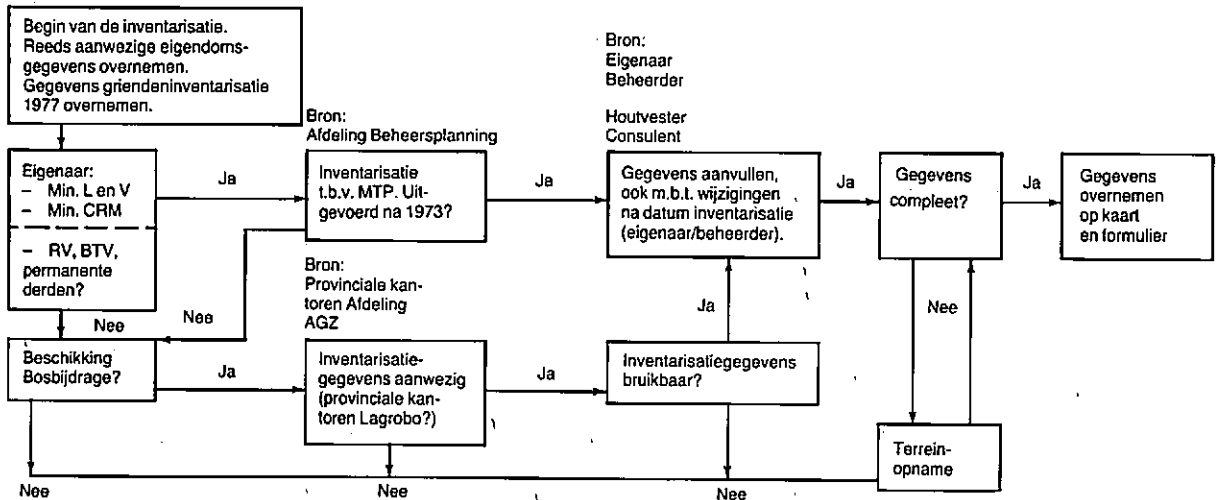 Begin van de inventarisatie.
Reeds aanwezige eigendoms-
gegevens overnemen.
Gegevens griendeninventarisatie
1977 overnemen.
Bron:
Eigenaar
Beheerder
Houtvester
Consulent
Bron:
Afdeling Beheersplanning
Eigenaar:
– Min. L en V
– Min. CRM
– RV, BTV,
permanente
derden?
Ja
Inventarisatie
t.b.v. MTP. Uit-
gevoerd na 1973?
Ja
Gegevens aanvullen,
ook m.b.t. wijzigingen
na datum inventarisatie
(eigenaar/beheerder).
Ja
Gegevens
compleet?
Ja
Gegevens
overnemen
op kaart
en formulier
Bron:
Provinciale kan-
toren Afdeling
AGZ
Nee
Nee
Ja
Nee
Beschikking
Bosbijdrage?
Ja
Inventarisatie-
gegevens aanwezig
(provinciale kan-
toren Lagrobo?)
Ja
Inventarisatiegegevens
bruikbaar?
Terrein-
opname
Nee
Nee
Nee